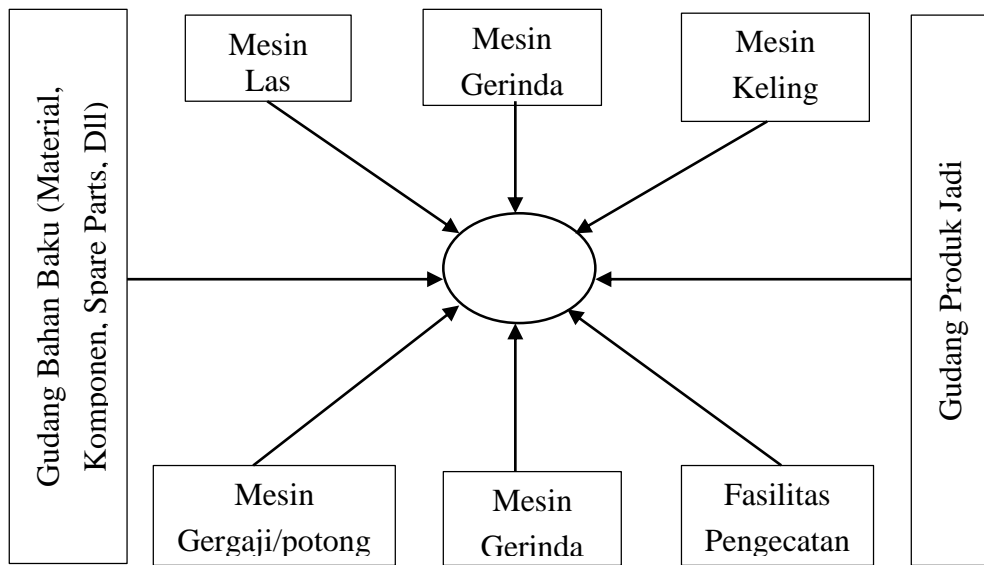 Gudang Bahan Baku (Material,
Komponen, Spare Parts, Dll)
Mesin
Las
Mesin
Gerinda
Mesin
Keling
Gudang Produk Jadi
Mesin
Gergaji/potong
Mesin
Gerinda
Fasilitas
Pengecatan